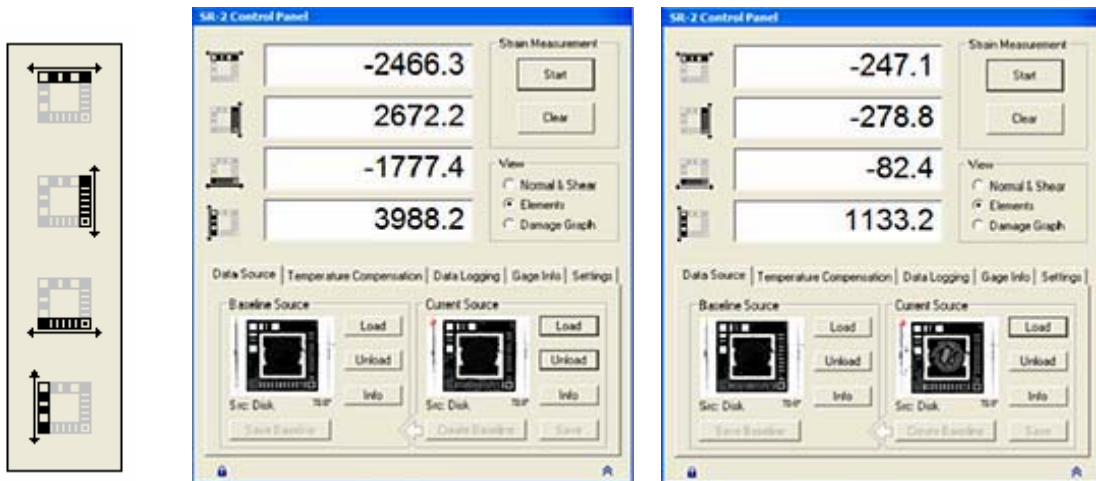 SR-2 Control Panel
-2466.3
2672.2
-1777.4
3988.2
Strain Measurement
Start
Clear
View
Normal & Shear
Elements
Damage Graph
Data Source
Temperature Compensation
Data Logging
Gage Info
Settings
Baseline Source
Load
Unload
Info
Src: Disk
Save Baseline
Current Source
Load
Unload
Info
Src: Disk
Create Baseline
Save
SR-2 Control Panel
-247.1
-278.8
-82.4
1133.2
Strain Measurement
Start
Clear
View
Normal & Shear
Elements
Damage Graph
Data Source
Temperature Compensation
Data Logging
Gage Info
Settings
Baseline Source
Load
Unload
Info
Src: Disk
Save Baseline
Current Source
Load
Unload
Info
Src: Disk
Create Baseline
Save